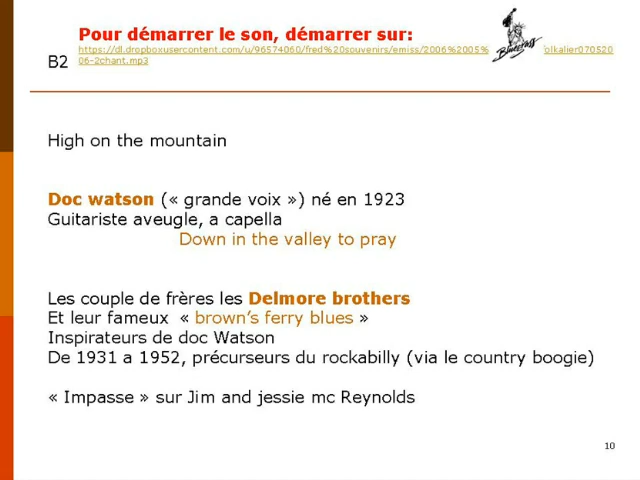 Pour démarrer le son, démarrer sur:
https://dl.dropboxusercontent.com/u/96574060/fred%20souvenirs/emiss/2006%2005% olkalier070520
06-2chant.mp3
B2
Bluegrass
High on the mountain
Doc watson (« grande voix ») né en 1923
Guitariste aveugle, a capella
Down in the valley to pray
Les couple de frères les Delmore brothers
Et leur fameux « brown’s ferry blues »
Inspirateurs de doc Watson
De 1931 a 1952, précurseurs du rockabilly (via le country boogie)
« Impasse » sur Jim and jessie mc Reynolds
10